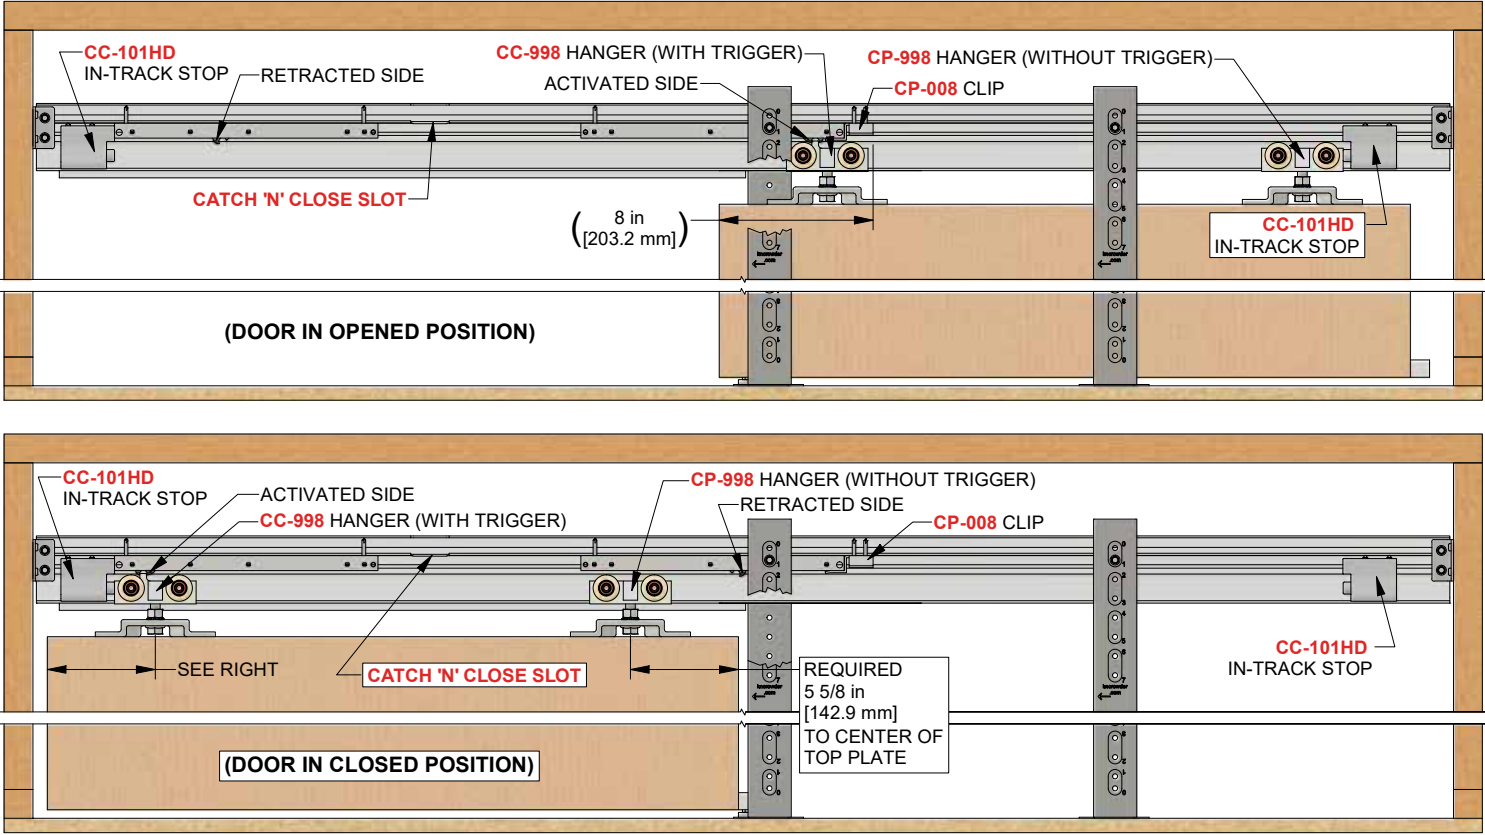 CC-101HD
IN-TRACK STOP
RETRACTED SIDE
CC-998 HANGER (WITH TRIGGER)
ACTIVATED SIDE
CP-998 HANGER (WITHOUT TRIGGER)
CP-008 CLIP
CATCH 'N' CLOSE SLOT
(8 in
[203.2 mm])
CC-101HD
IN-TRACK STOP
(DOOR IN OPENED POSITION)
CC-101HD
IN-TRACK STOP
ACTIVATED SIDE
CC-998 HANGER (WITH TRIGGER)
CP-998 HANGER (WITHOUT TRIGGER)
RETRACTED SIDE
CP-008 CLIP
SEE RIGHT
CATCH 'N' CLOSE SLOT
REQUIRED
5 5/8 in
[142.9 mm]
TO CENTER OF
TOP PLATE
CC-101HD
IN-TRACK STOP
(DOOR IN CLOSED POSITION)